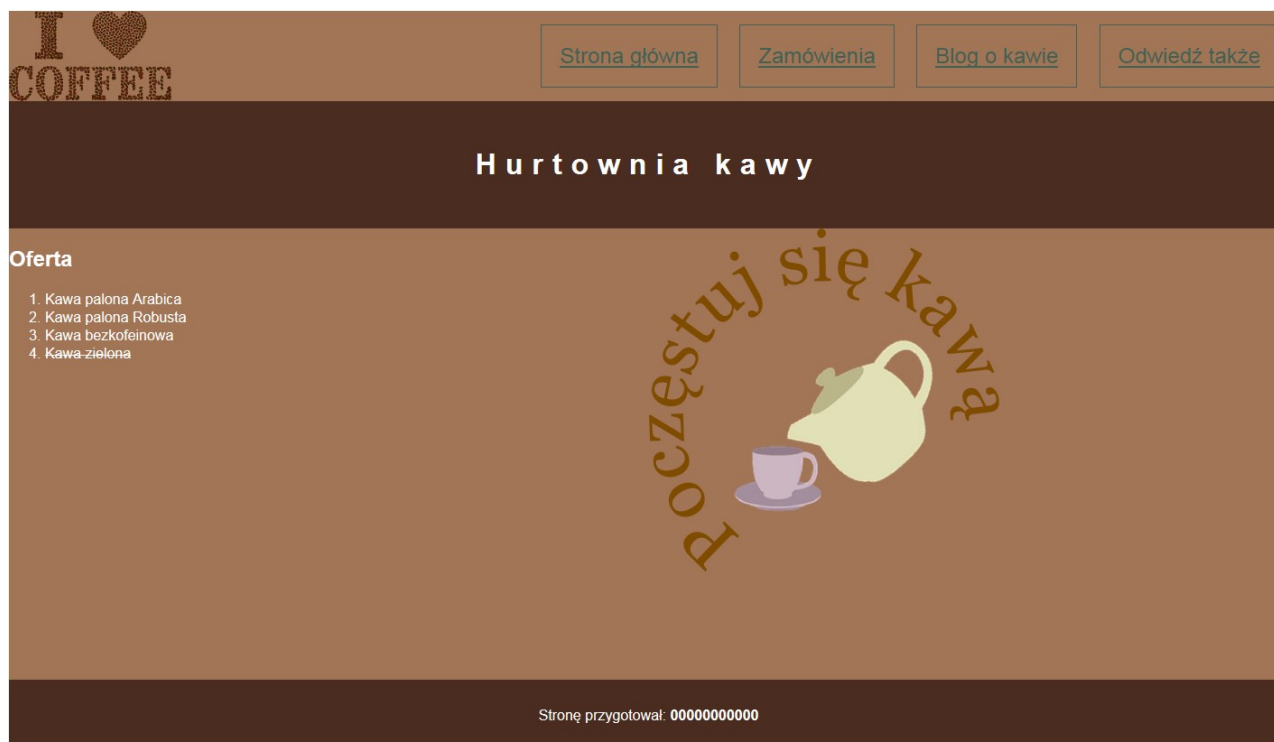 I
COFFEE
Strona główna
Zamówienia
Blog o kawie
Odwiedź także
Hurtownia kawy
Oferta
1. Kawa palona Arabica
2. Kawa palona Robusta
3. Kawa bezkofeinowa
4. Kawa zielona
Poczęstuj się kawą
Stronę przygotował: 00000000000